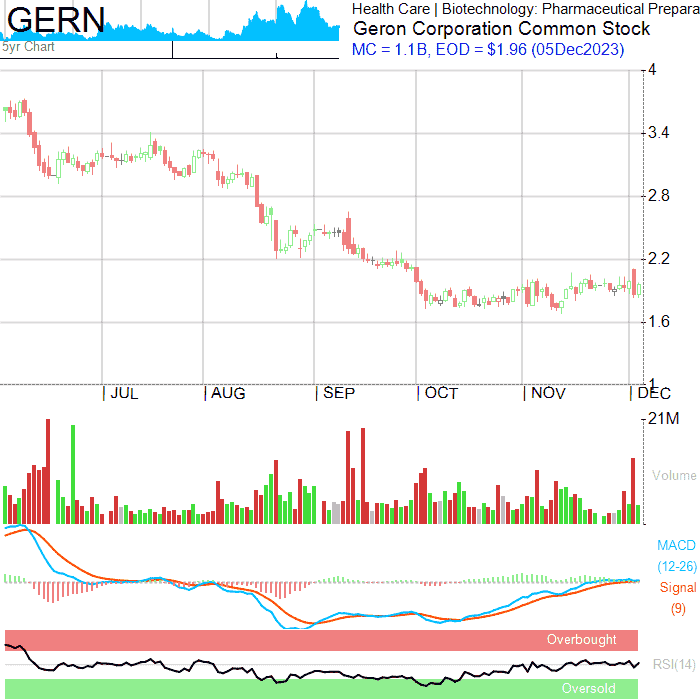 GERN
5yr Chart
Health Care | Biotechnology: Pharmaceutical Prepara
Geron Corporation Common Stock
MC = 1.1B, EOD = $1.96 (05Dec2023)
4
3.4
2.8
2.2
1.6
1
JUL AUG SEP OCT NOV DEC
21M
Volume
MACD
(12-26)
Signal
(9)
Overbought
RSI(14)
Oversold